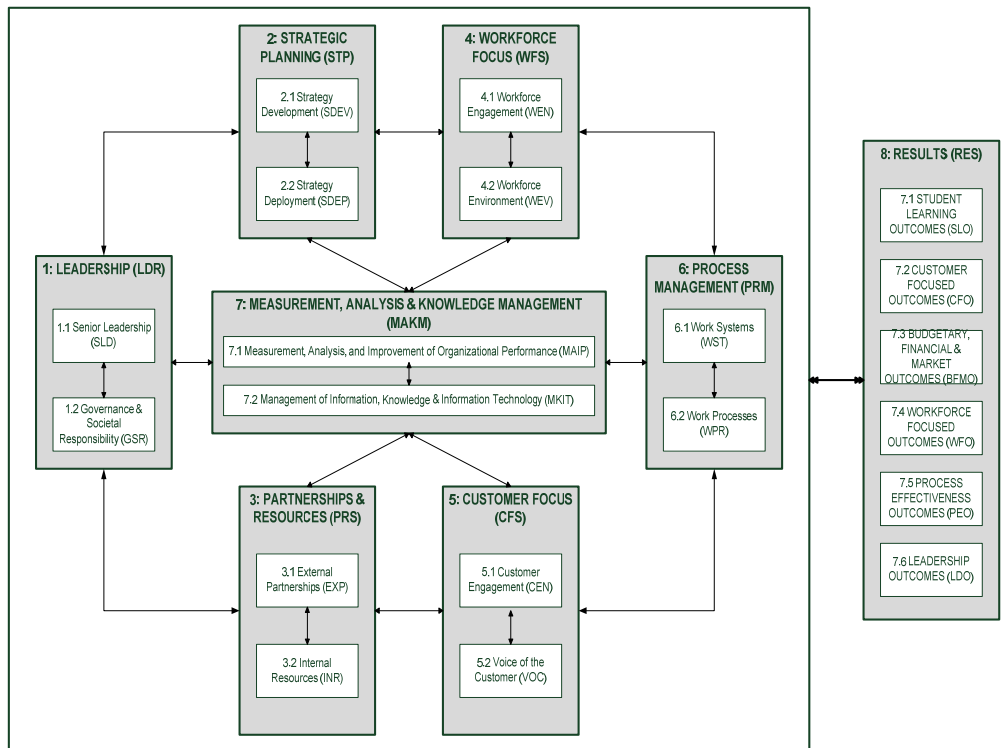 2: STRATEGIC
PLANNING (STP)
2.1 Strategy
Development (SDEV)
2.2 Strategy
Deployment (SDEP)
4: WORKFORCE
FOCUS (WFS)
4.1 Workforce
Engagement (WEN)
4.2 Workforce
Environment (WEV)
1: LEADERSHIP (LDR)
1.1 Senior Leadership
(SLD)
1.2 Governance &
Societal
Responsibility (GSR)
7: MEASUREMENT, ANALYSIS & KNOWLEDGE MANAGEMENT
(MAKM)
7.1 Measurement, Analysis, and Improvement of Organizational Performance (MAIP)
7.2 Management of Information, Knowledge & Information Technology (MKIT)
6: PROCESS
MANAGEMENT (PRM)
6.1 Work Systems
(WST)
6.2 Work Processes
(WPR)
3: PARTNERSHIPS &
RESOURCES (PRS)
3.1 External
Partnerships (EXP)
3.2 Internal
Resources (INR)
5: CUSTOMER FOCUS
(CFS)
5.1 Customer
Engagement (CEN)
5.2 Voice of the
Customer (VOC)
8: RESULTS (RES)
7.1 STUDENT
LEARNING
OUTCOMES (SLO)
7.2 CUSTOMER
FOCUSED
OUTCOMES (CFO)
7.3 BUDGETARY,
FINANCIAL &
MARKET
OUTCOMES (BFMO)
7.4 WORKFORCE
FOCUSED
OUTCOMES (WFO)
7.5 PROCESS
EFFECTIVENESS
OUTCOMES (PEO)
7.6 LEADERSHIP
OUTCOMES (LDO)